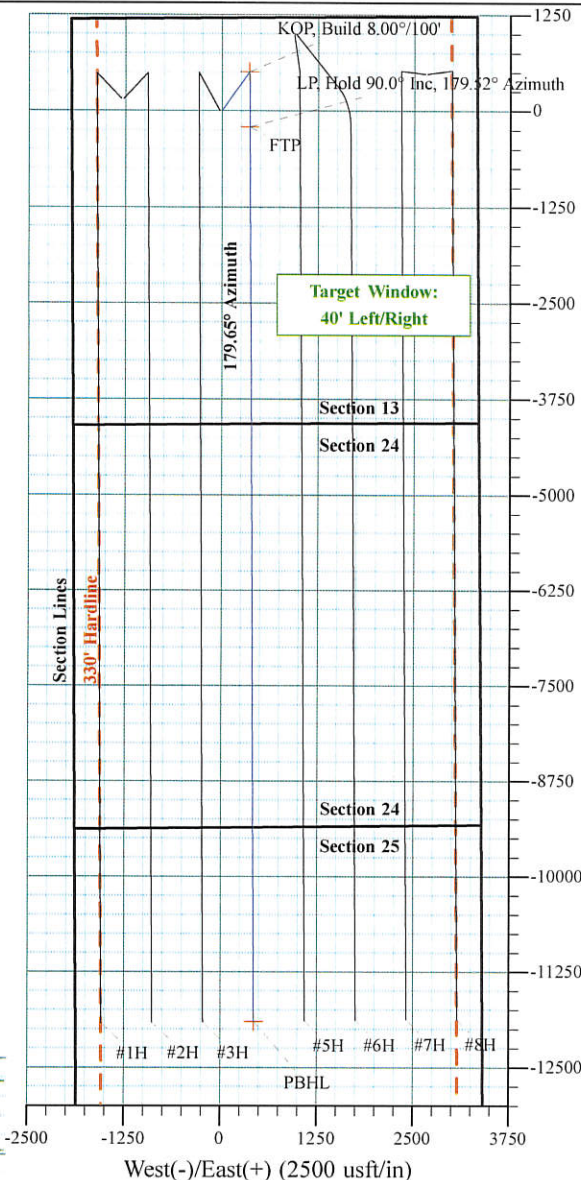 1250
KOP, Build 8.00°/100'
LP, Hold 90.0° Inc, 179.52° Azimuth
0
FTP
-1250
179.65° Azimuth
Target Window:
40' Left/Right
-2500
-3750
Section 13
Section 24
-5000
Section Lines
330' Hardline
-6250
-7500
-8750
Section 24
Section 25
-10000
-11250
#1H #2H #3H #5H #6H #7H #8H
PBHL
-12500
-2500 -1250 0 1250 2500 3750
West(-)/East(+) (2500 usft/in)